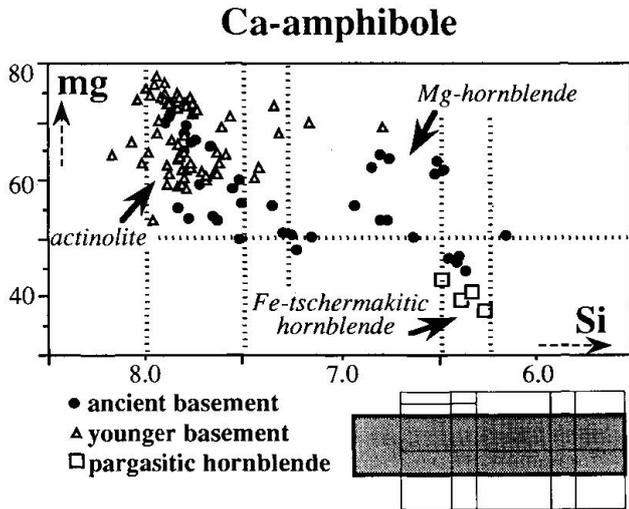 Ca-amphibole
80
mg
Mg-hornblende
60
actinolite
Fe-tschermakitic
hornblende
40
Si
8.0
7.0
6.0
ancient basement
younger basement
pargasitic hornblende